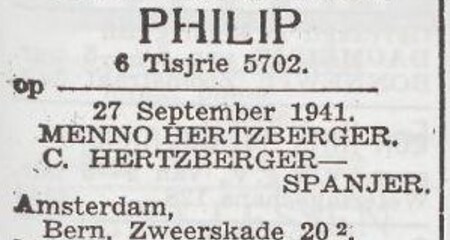 PHILIP
6 Tisjrie 5702.
op
27 September 1941.
MENNO HERTZBERGER.
C. HERTZBERGER—
SPANJER.
Amsterdam,
Bern. Zweerskade 20 2.